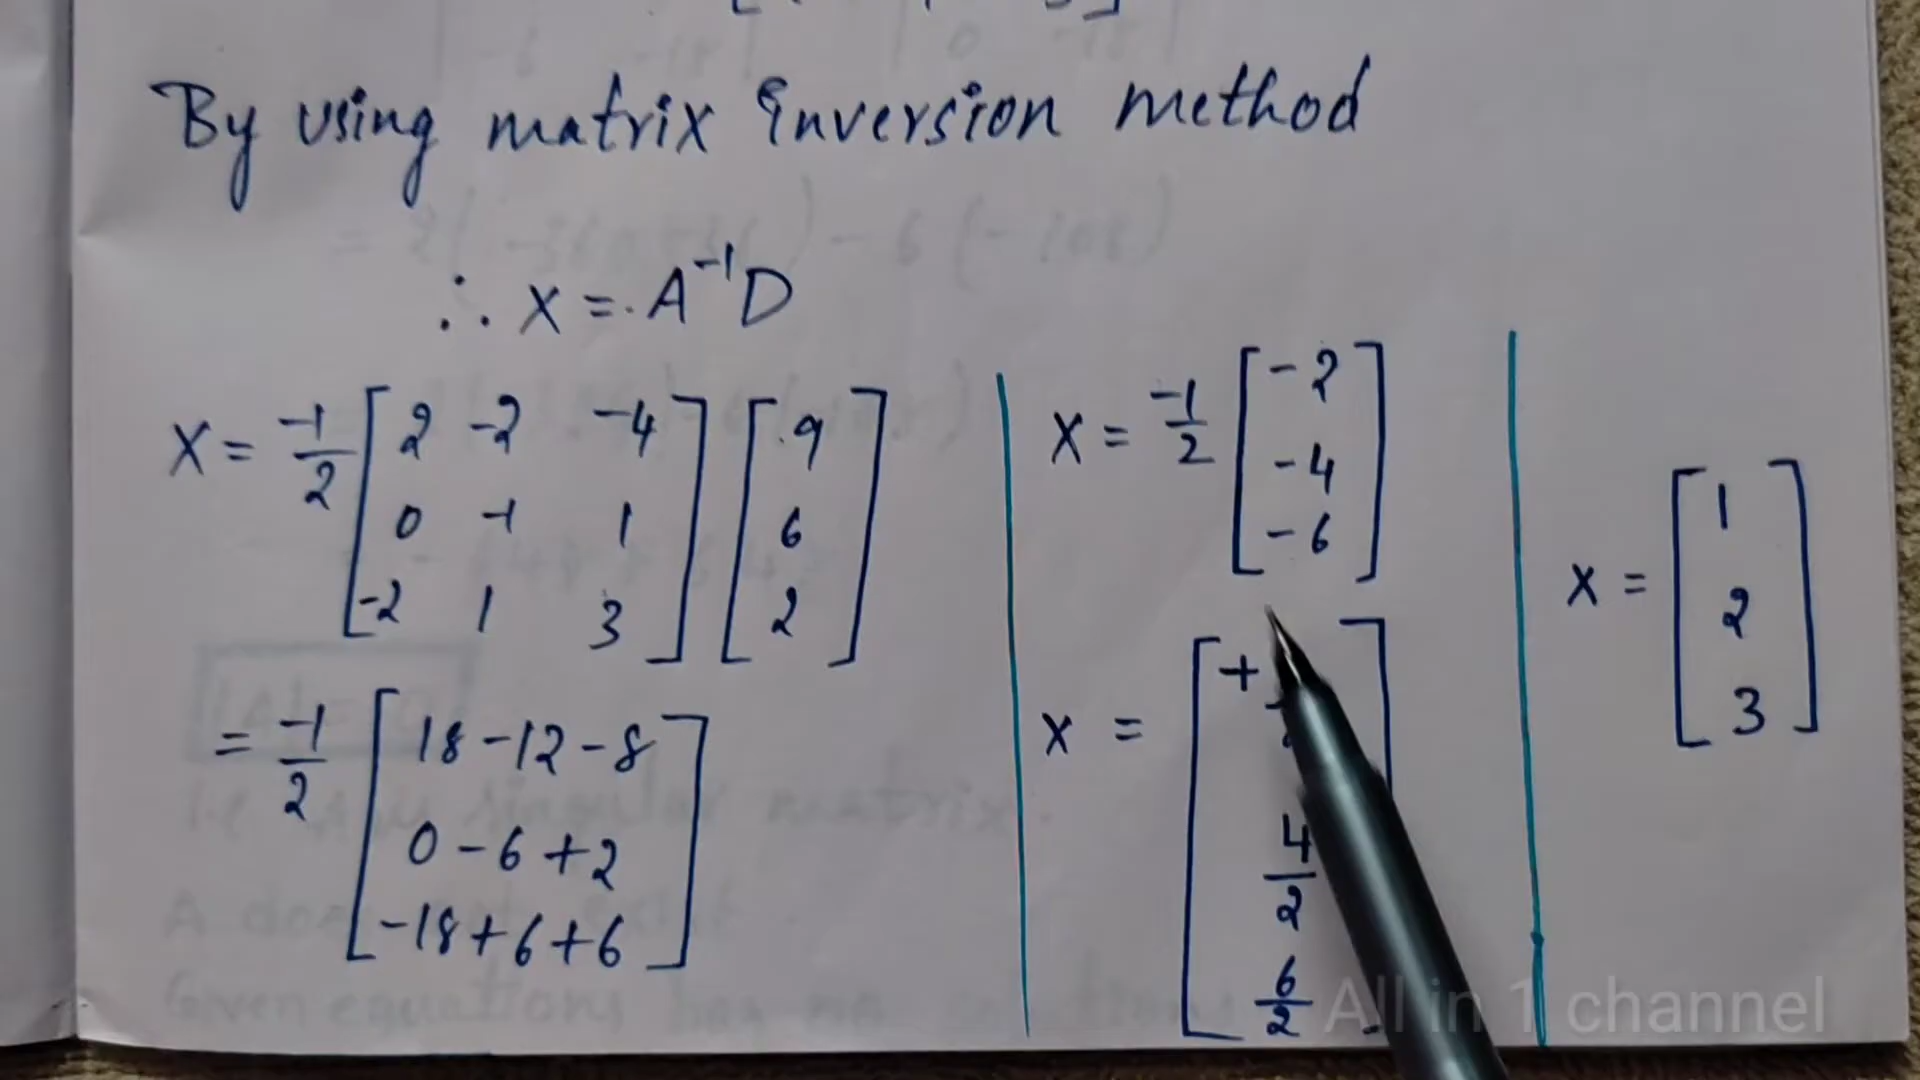 By using matrix inversion method
∴ X = A⁻¹D
X = -1/2 [2 -2 -4] [9]
0 -1 1 6
-2 1 3 2
= -1/2 [18-12-8]
0-6+2
-18+6+6
X = -1/2 [-2]
-4
-6
X = [+
4/2
6/2]
X = [1]
2
3
All in 1 channel